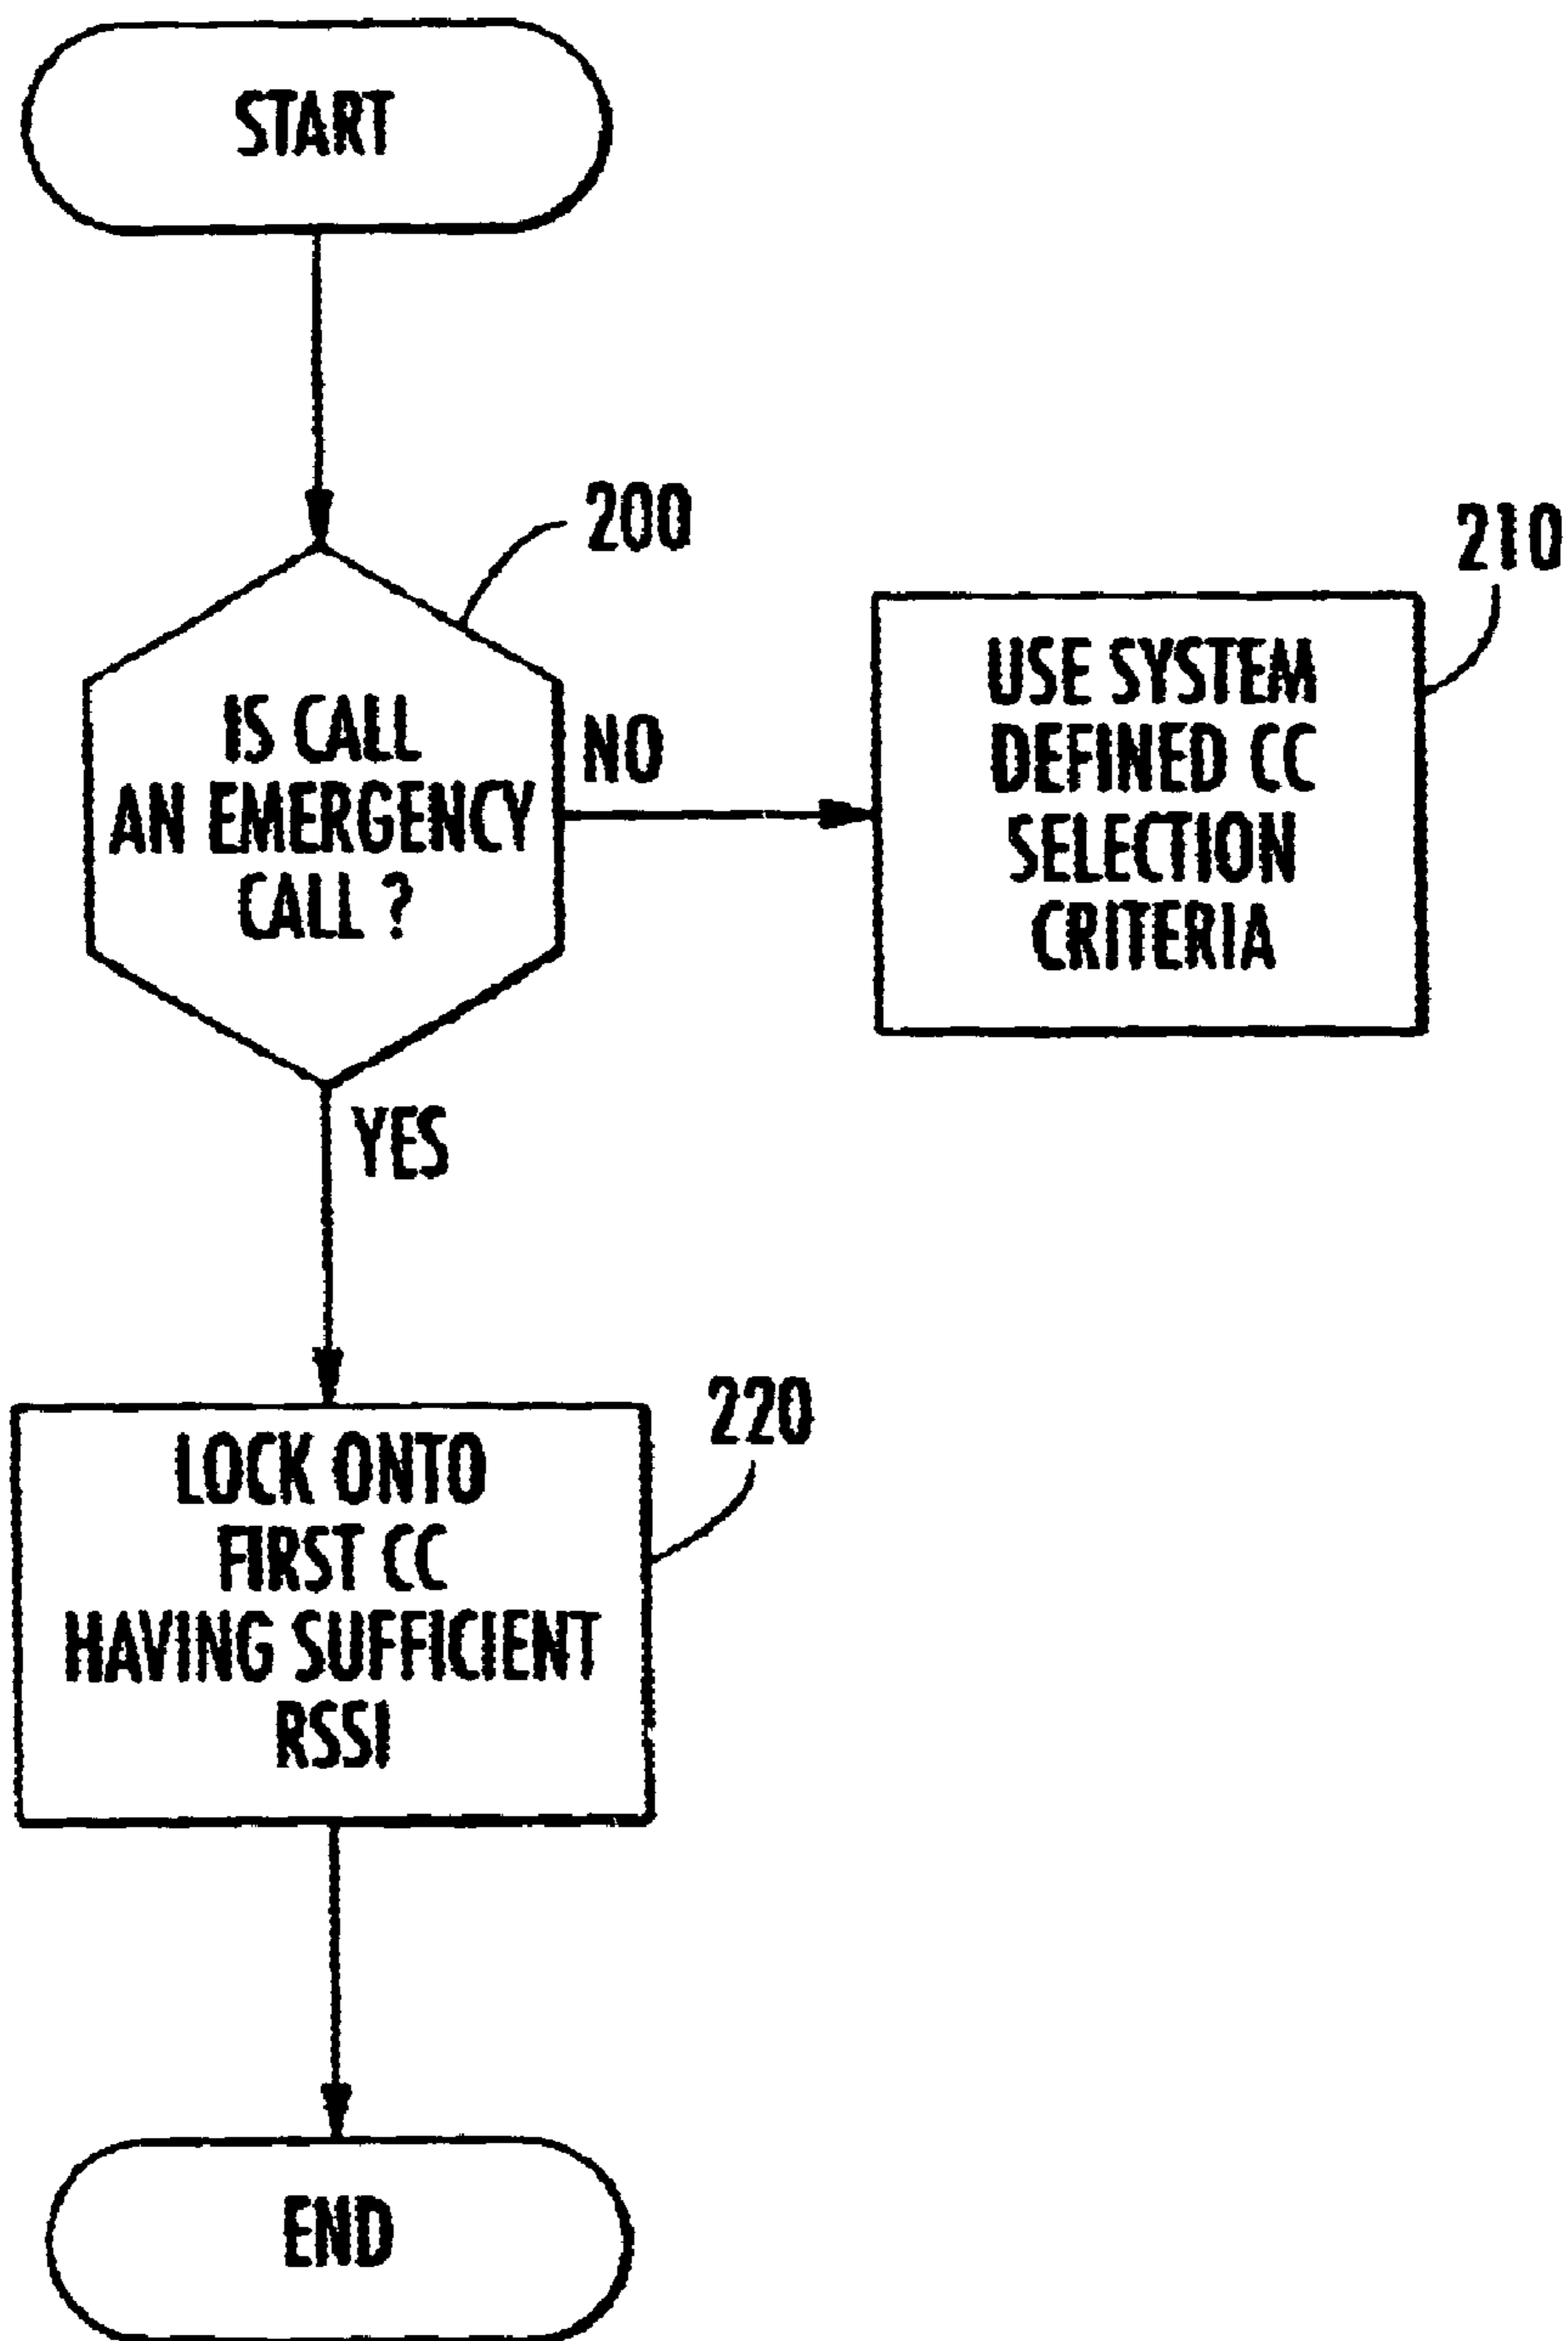 START
200
IS CALL
AN EMERGENCY
CALL ?
NO
210
USE SYSTEM
DEFINED CC
SELECTION
CRITERIA
YES
220
LOCK ONTO
FIRST CC
HAVING SUFFICIENT
RSSI
END